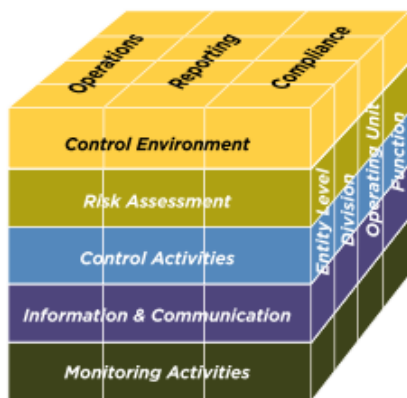 Operations
Reporting
Compliance
Control Environment
Risk Assessment
Control Activities
Information & Communication
Monitoring Activities
Entity Level
Division
Operating Unit
Function